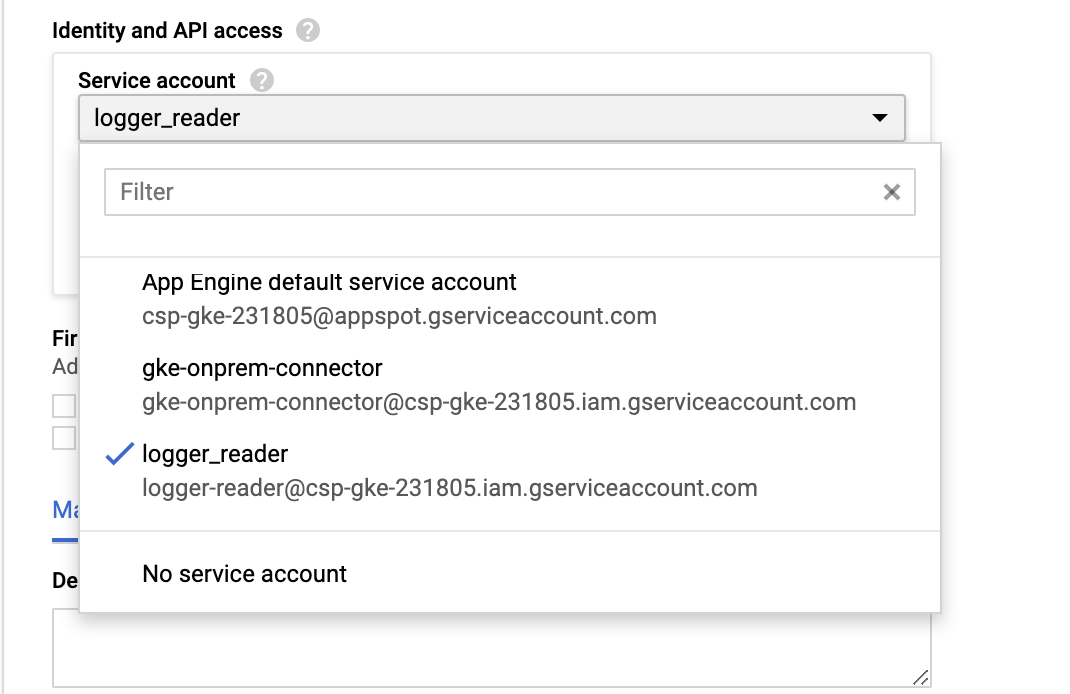 Identity and API access
Service account
logger_reader
Filter
App Engine default service account
csp-gke-231805@appspot.gserviceaccount.com
Fir
gke-onprem-connector
Ad
gke-onprem-connector@csp-gke-231805.iam.gserviceaccount.com
logger_reader
logger-reader@csp-gke-231805.iam.gserviceaccount.com
Ma
No service account
De